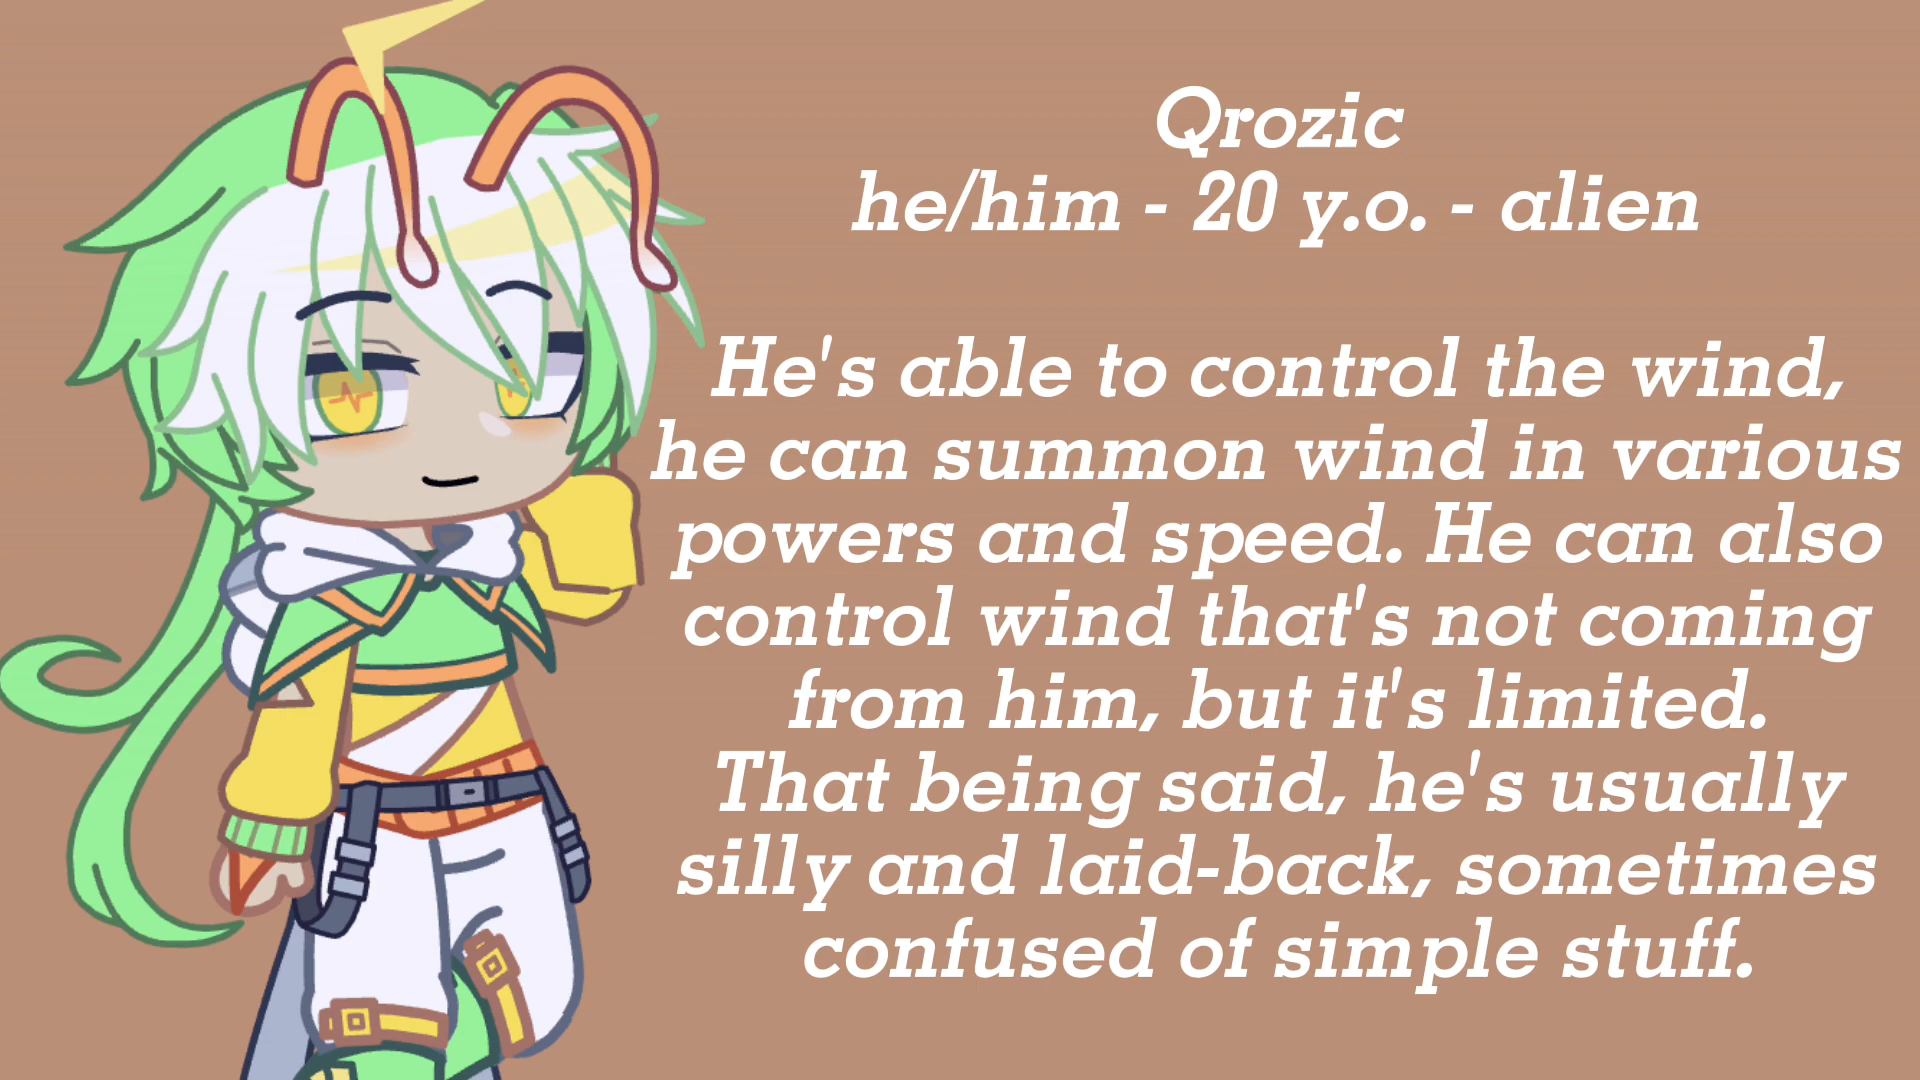 Qrozic
he/him - 20 y.o. - alien
He's able to control the wind,
he can summon wind in various
powers and speed. He can also
control wind that's not coming
from him, but it's limited.
That being said, he's usually
silly and laid-back, sometimes
confused of simple stuff.